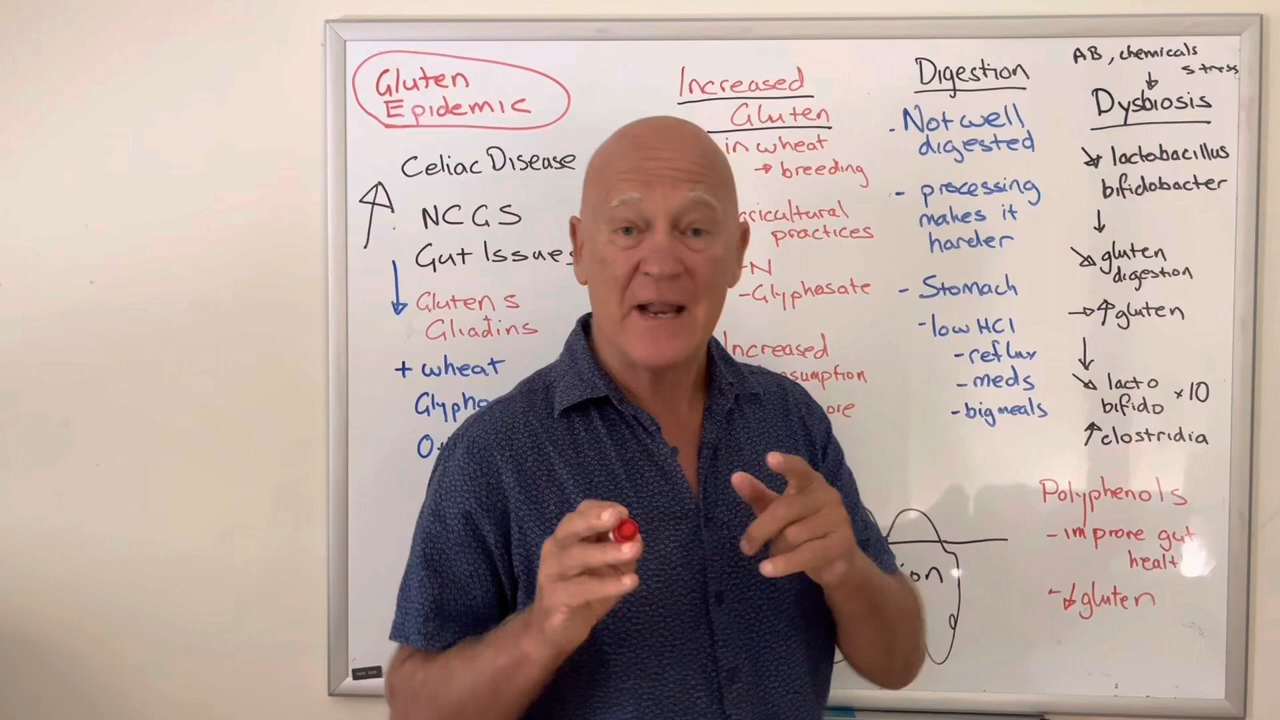 Gluten
Epidemic
Celiac Disease
NCGS
Gut Issues
Glutens
Gliadins
+ wheat
Increased
Gluten
in wheat
→ breeding
practices
-N
-Glyphosate
Increased
Digestion
- Not well
digested
- processing
makes it
harder
- Stomach
- low HCl
- reflux
- meds
- big meals
AB, chemicals
stress
↓
Dysbiosis
↘ lactobacillus
bifidobacter
↓
↘ gluten
digestion
→ ↑ gluten
↓
↘ lacto
bifido ×10
↑ clostridia
Polyphenols
- improve gut
- ↓ gluten